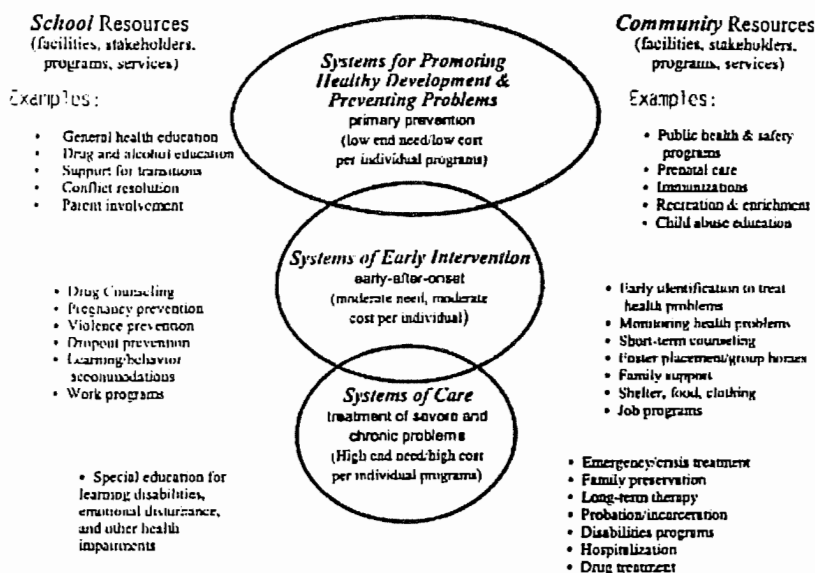 School Resources
(facilities, stakeholders,
programs, services)
Examples:
• General health education
• Drug and alcohol education
• Support for transitions
• Conflict resolution
• Parent involvement
• Drug Counseling
• Pregnancy prevention
• Violence prevention
• Dropout prevention
• Learning/behavior
accommodations
• Work programs
• Special education for
learning disabilities,
emotional disturbance,
and other health
impairments
Systems for Promoting
Healthy Development &
Preventing Problems
primary prevention
(low end need/low cost
per individual programs)
Systems of Early Intervention
early-after-onset
(moderate need, moderate
cost per individual)
Systems of Care
treatment of severe and
chronic problems
(High end need/high cost
per individual programs)
Community Resources
(facilities, stakeholders,
programs, services)
Examples:
• Public health & safety
programs
• Prenatal care
• Immunizations
• Recreation & enrichment
• Child abuse education
• Early identification to treat
health problems
• Monitoring health problems
• Short-term counseling
• Foster placement/group homes
• Family support
• Shelter, food, clothing
• Job programs
• Emergency/crisis treatment
• Family preservation
• Long-term therapy
• Probation/incarceration
• Disabilities programs
• Hospitalization
• Drug treatment